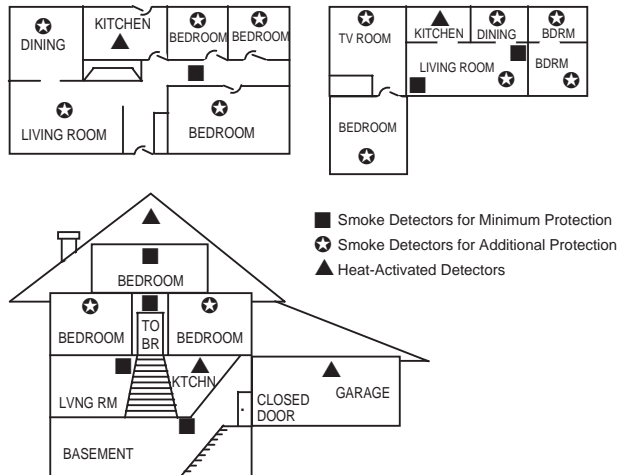 DINING
KITCHEN
BEDROOM
BEDROOM
LIVING ROOM
BEDROOM
TV ROOM
KITCHEN
DINING
BDRM
LIVING ROOM
BDRM
BEDROOM
Smoke Detectors for Minimum Protection
Smoke Detectors for Additional Protection
Heat-Activated Detectors
BEDROOM
BEDROOM
TO
BR
BEDROOM
LVNG RM
KTCHN
CLOSED
DOOR
GARAGE
BASEMENT